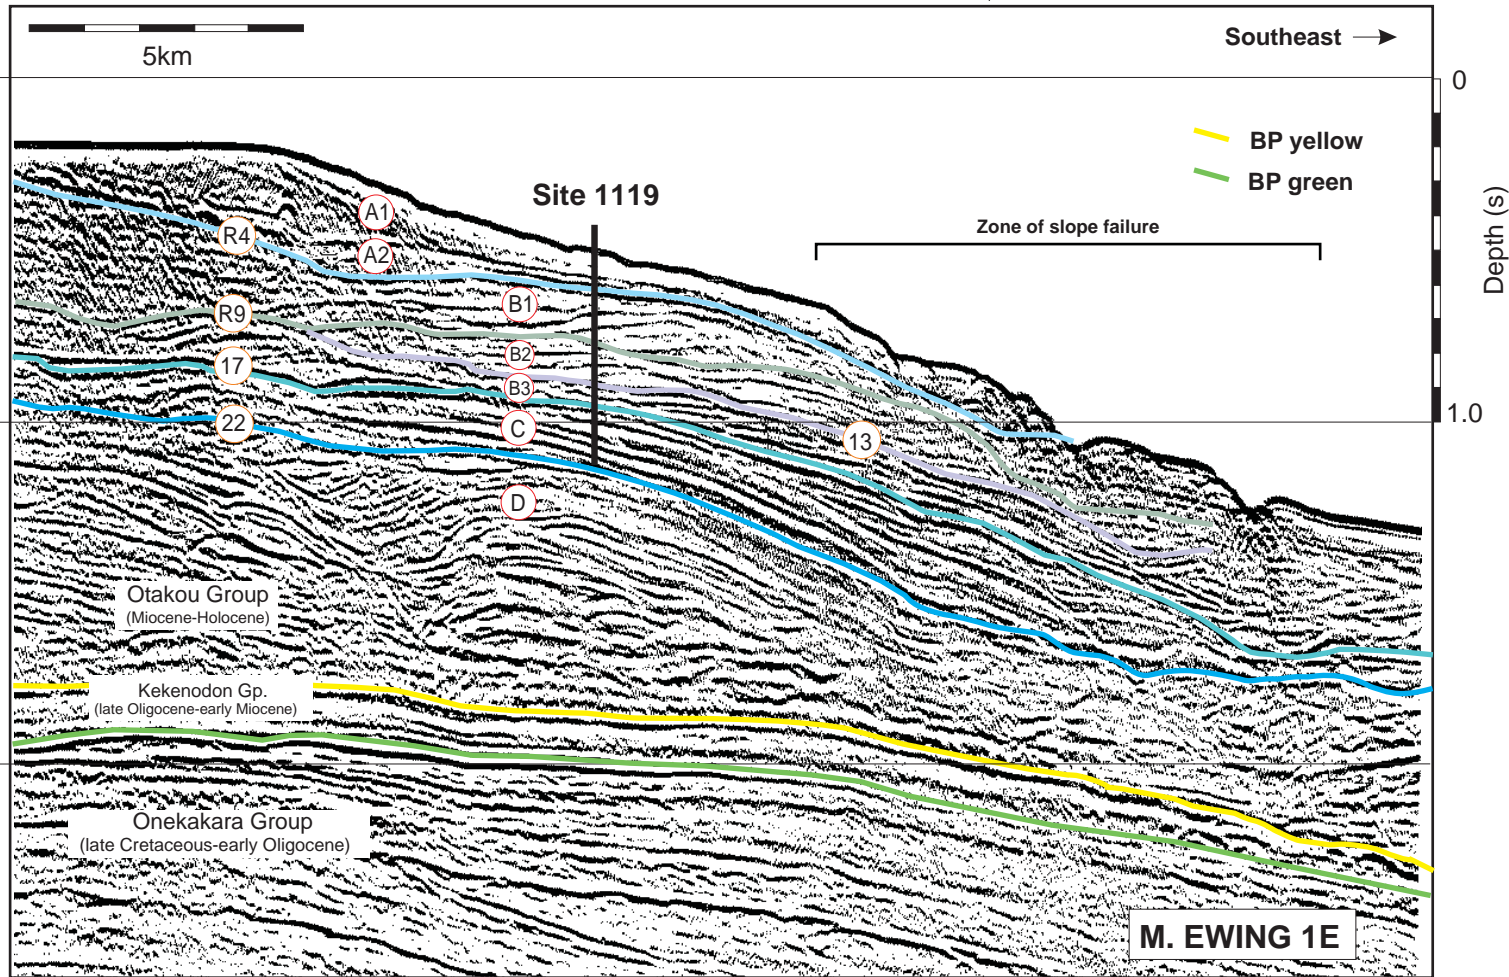 5km
Southeast
0
BP yellow
BP green
Site 1119
Zone of slope failure
Depth (s)
A1
R4
A2
B1
R9
B2
17
B3
1.0
22
C
13
D
Otakou Group
(Miocene-Holocene)
Kekenodon Gp.
(late Oligocene-early Miocene)
Onekakara Group
(late Cretaceous-early Oligocene)
M. EWING 1E